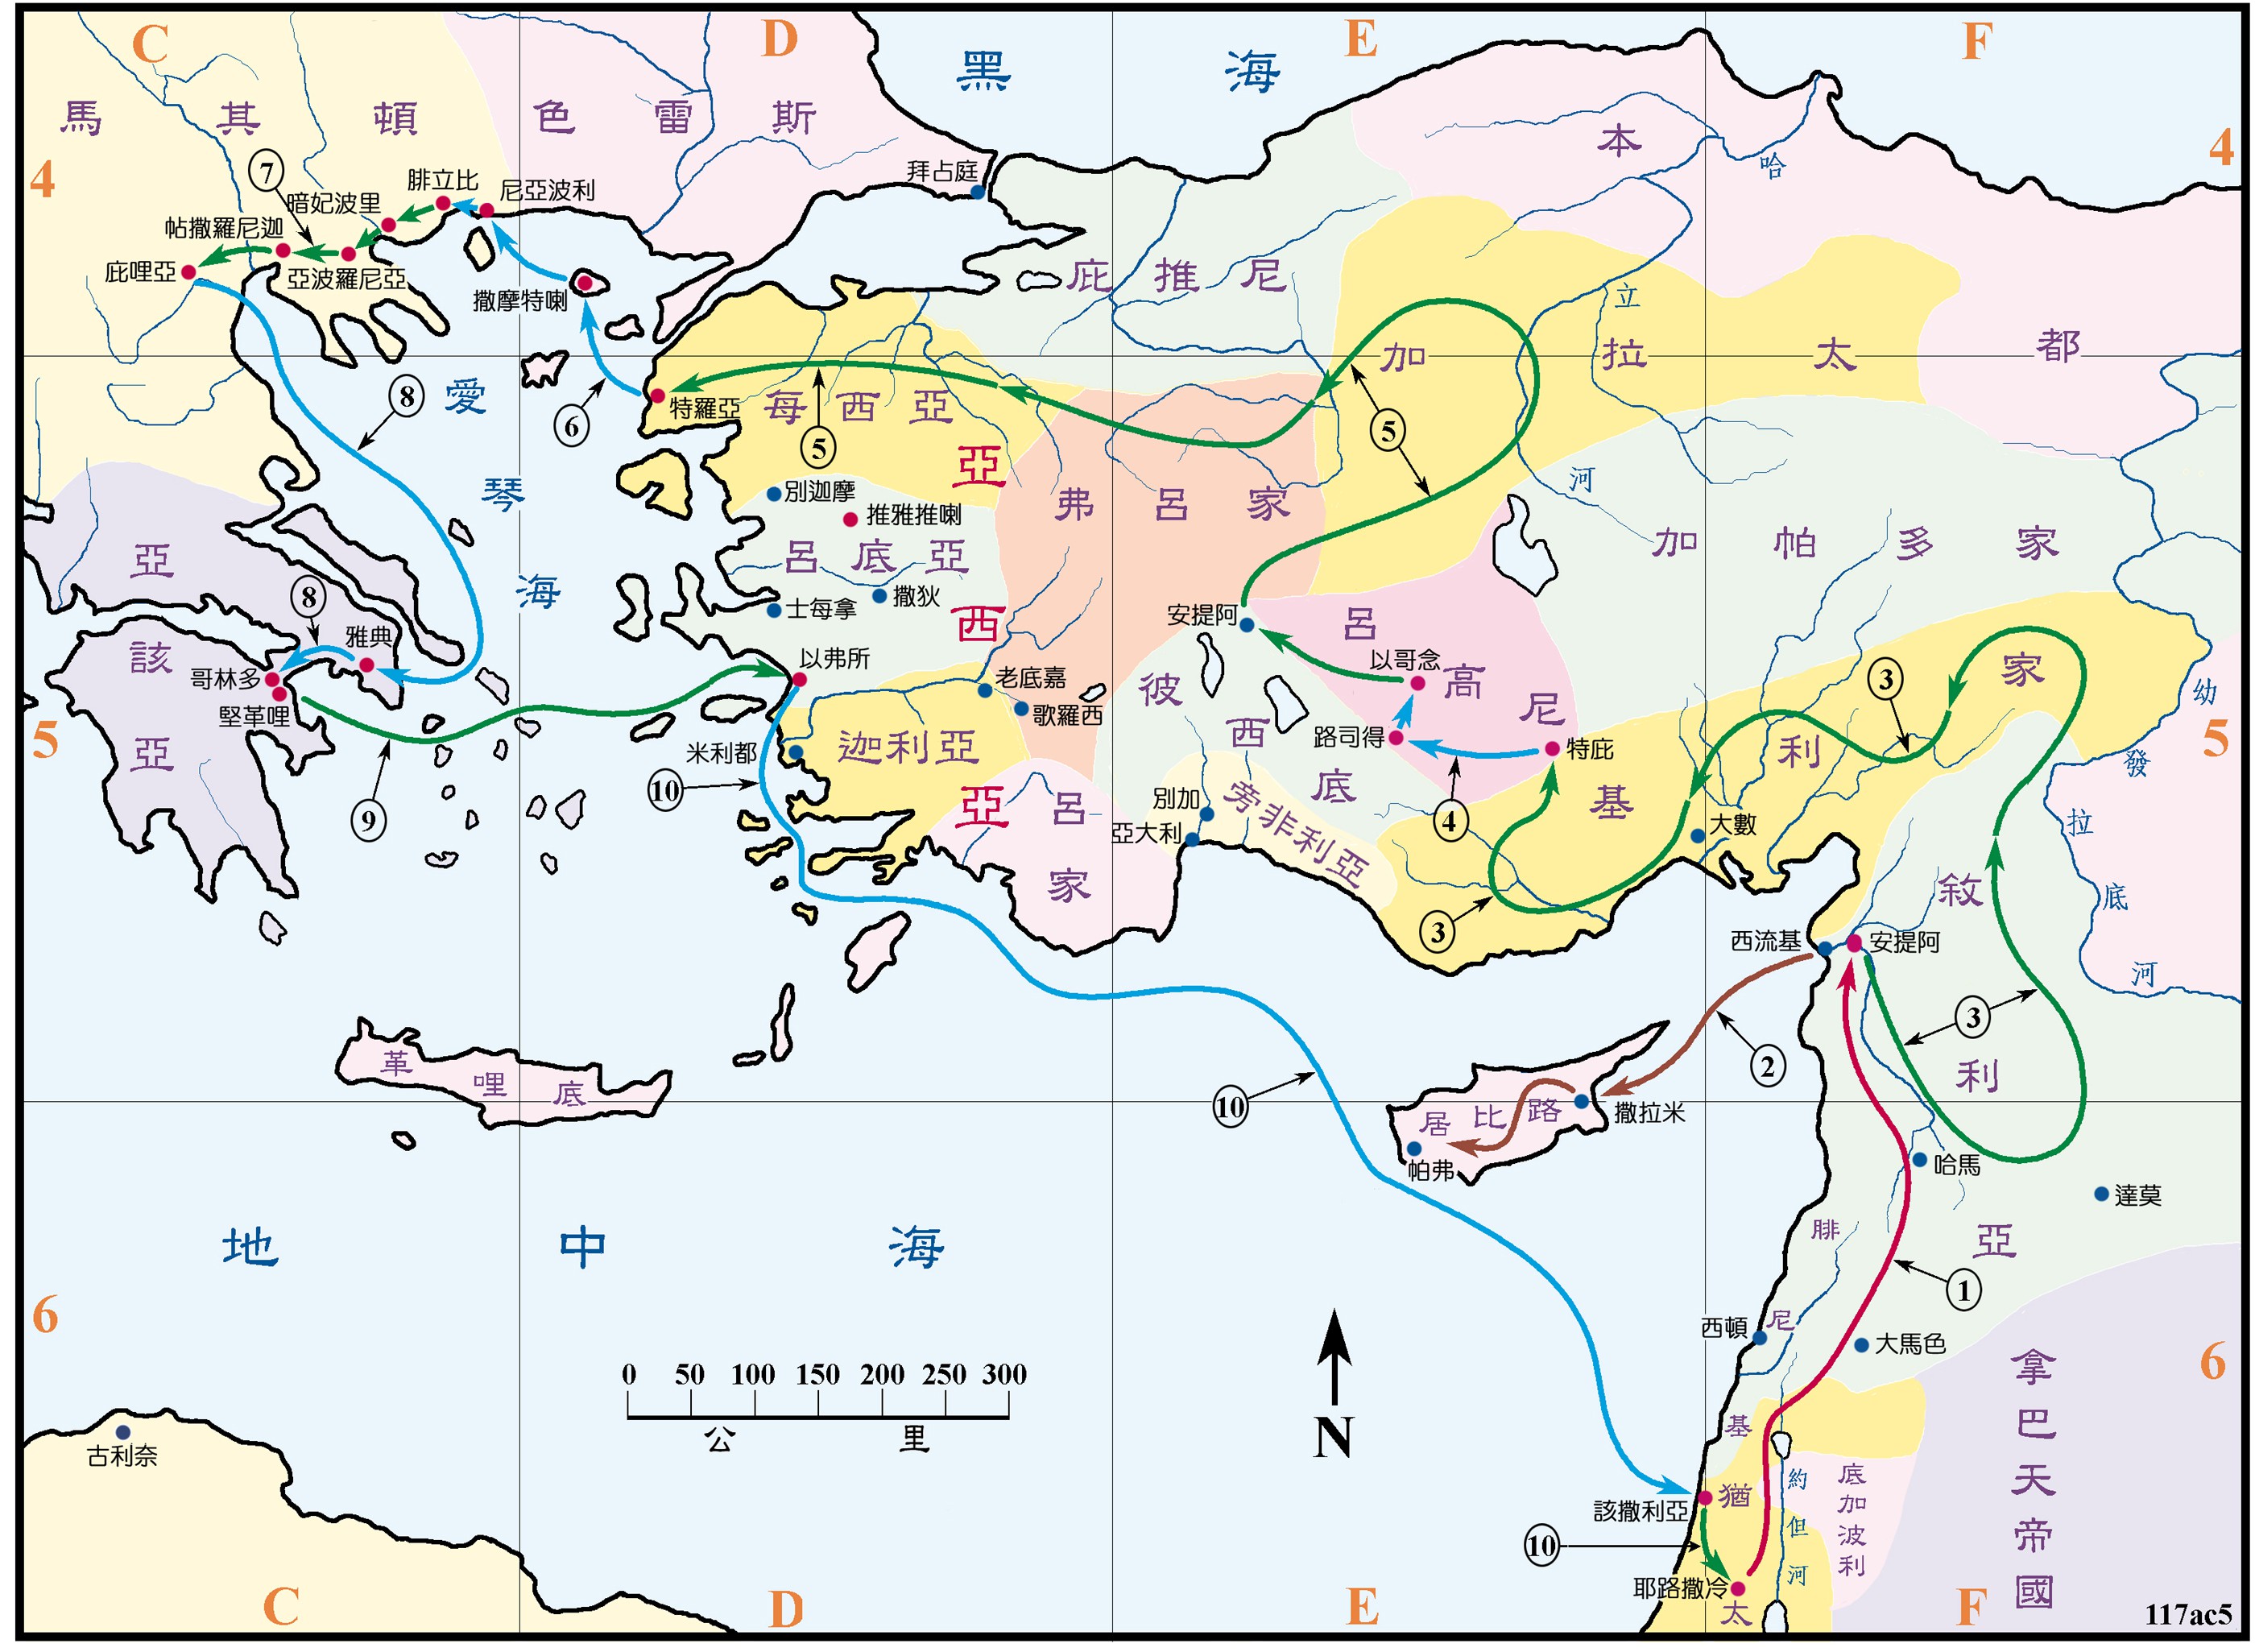 C
D
E
F
黑海
馬其頓
色雷斯
本都
4
4
哈
拜占庭
7
腓立比
尼亞波利
暗妃波里
帖撒羅尼迦
庇哩亞
亞波羅尼亞
撒摩特喇
庇推尼
立
加拉太
8
愛
琴
海
6
特羅亞
每西亞
5
5
亞
西
亞
別迦摩
推雅推喇
弗呂家
河
加帕多家
亞
呂底亞
撒狄
士每拿
8
雅典
該
亞
哥林多
堅革哩
以弗所
老底嘉
歌羅西
安提阿
呂高尼
以哥念
彼西底
路司得
特庇
3
基利家
幼
發
拉
底
河
5
5
9
米利都
10
迦利亞
呂家
別加
亞大利
旁非利亞
4
大數
3
敘利亞
西流基
安提阿
3
2
革哩底
10
居比路
撒拉米
帕弗
哈馬
達莫
地中海
腓
尼
基
1
6
6
西頓
大馬色
0 50 100 150 200 250 300
公里
N
古利奈
拿巴天帝國
猶太
約但河
底加波利
該撒利亞
10
耶路撒冷
C
D
E
F
117ac5